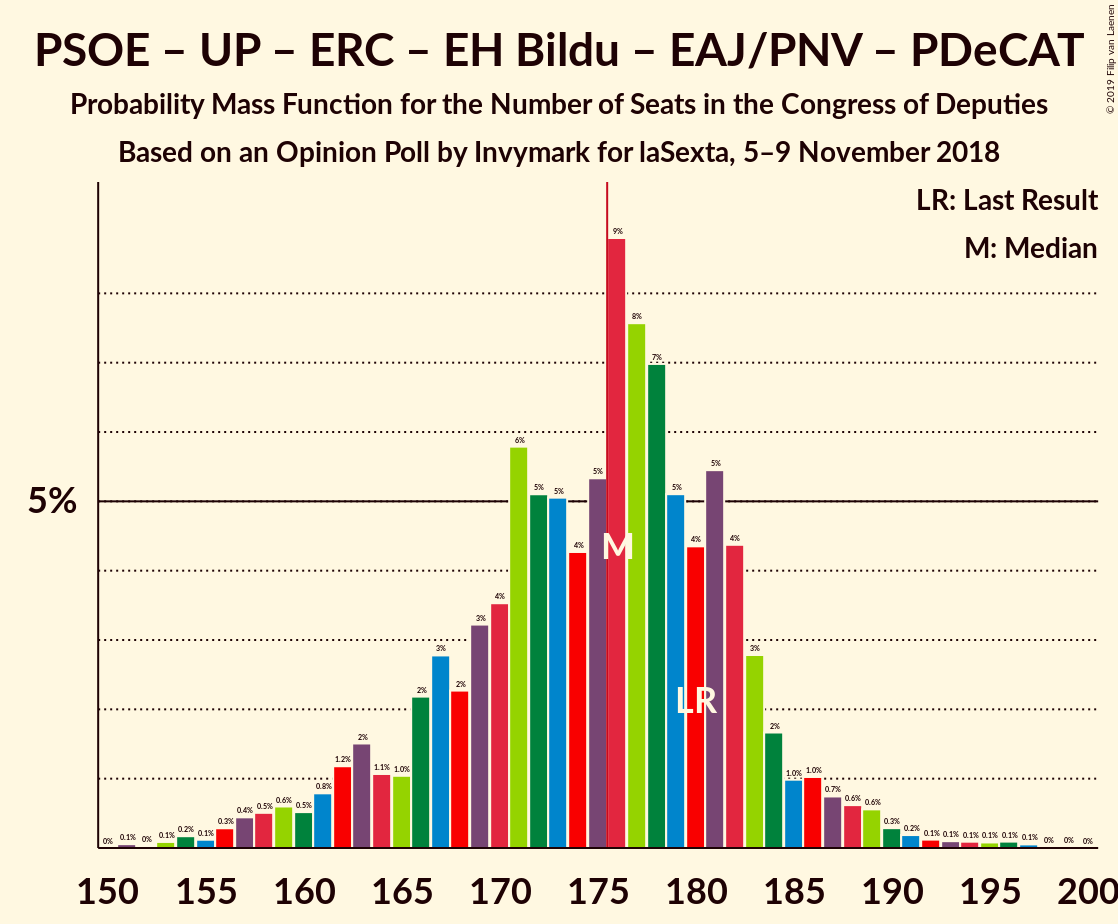 PSOE – UP – ERC – EH Bildu – EAJ/PNV – PDeCAT
Probability Mass Function for the Number of Seats in the Congress of Deputies
Based on an Opinion Poll by Invymark for laSexta, 5–9 November 2018
© 2019 Filip van Laenen
LR: Last Result
M: Median
5%
0% 0.1% 0% 0.1% 0.2% 0.1% 0.3% 0.4% 0.5% 0.6% 0.5% 0.8% 1.2% 2% 1.1% 1.0% 2% 3% 2% 3% 4% 6% 5% 5% 4% 5% 9% 8% 7% 5% 4% 5% 4% 3% 2% 1.0% 1.0% 0.7% 0.6% 0.6% 0.3% 0.2% 0.1% 0.1% 0.1% 0.1% 0.1% 0.1% 0% 0% 0%
M
LR
150 155 160 165 170 175 180 185 190 195 200